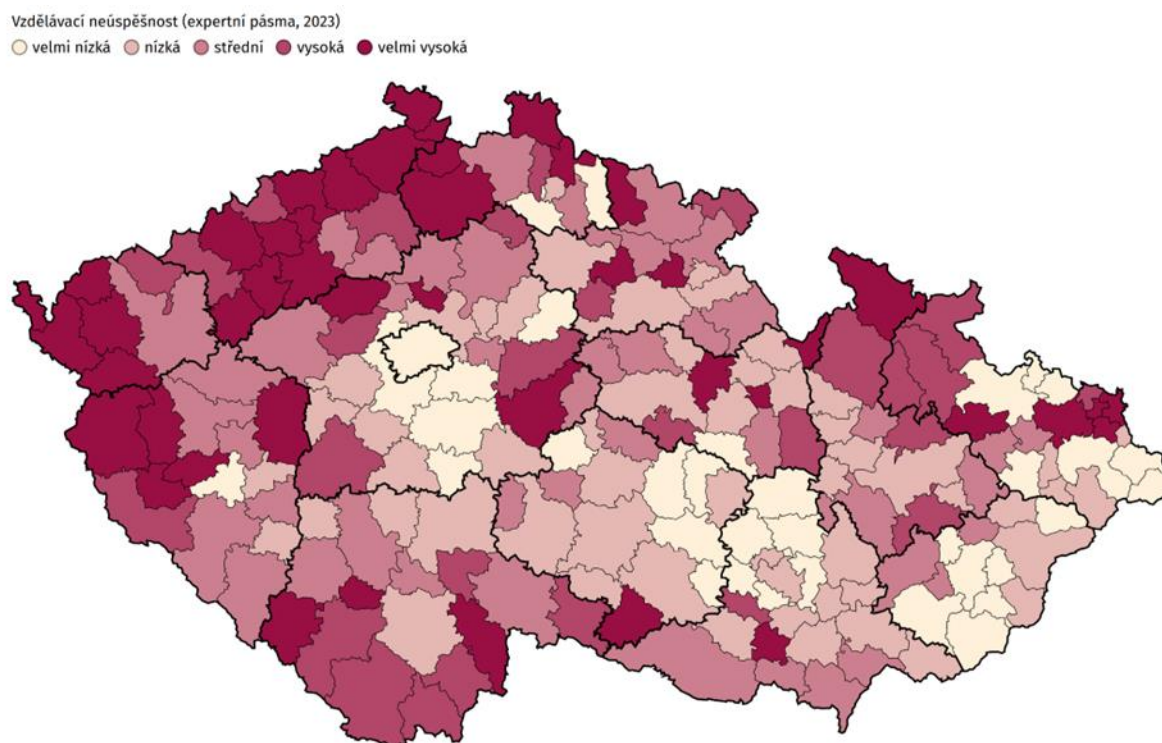 Vzdělávací neúspěšnost (expertní pásma, 2023)
velmi nízká nízká střední vysoká velmi vysoká